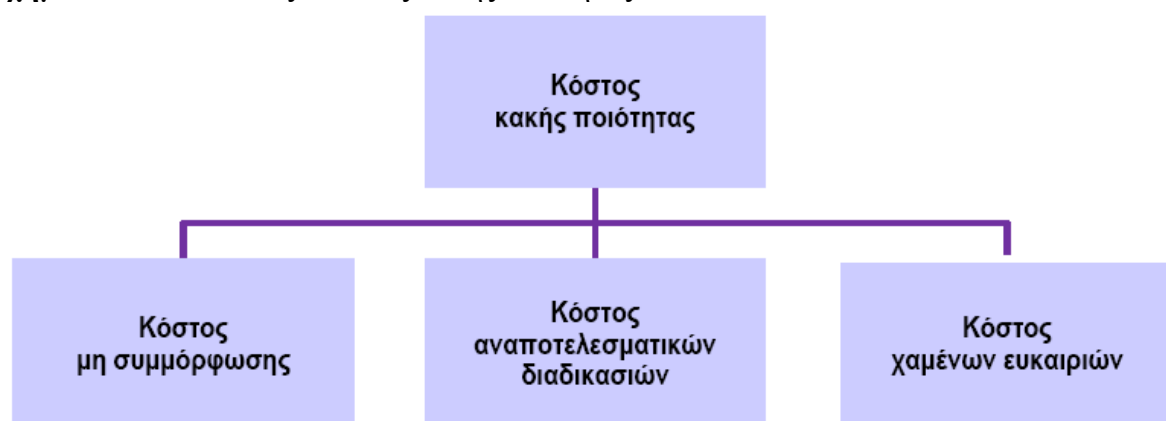 Κόστος
κακής ποιότητας
Κόστος
μη συμμόρφωσης
Κόστος
αναποτελεσματικών
διαδικασιών
Κόστος
χαμένων ευκαιριών